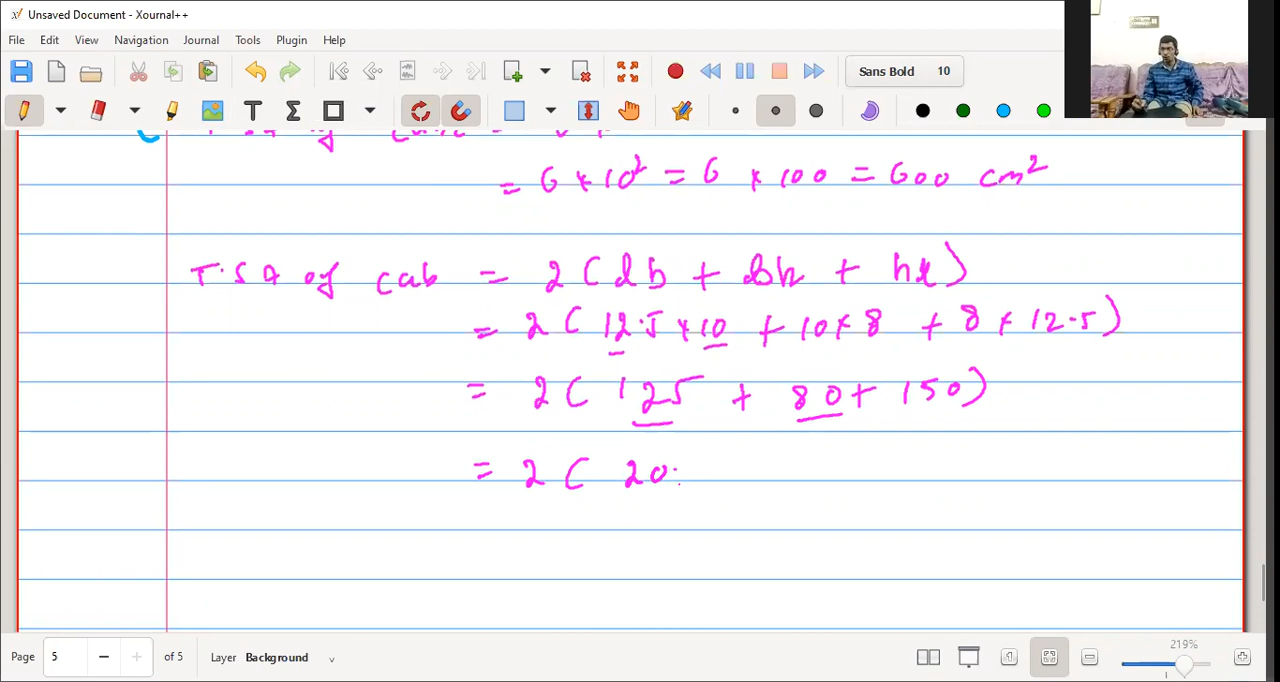 Unsaved Document - Xournal++
File Edit View Navigation Journal Tools Plugin Help
Sans Bold 10
= 6 × 10² = 6 × 100 = 600 cm²
T.S A of cab = 2 ( lb + bh + hl )
= 2 ( 12.5 × 10 + 10 × 8 + 8 × 12.5 )
= 2 ( 125 + 80 + 150 )
= 2 ( 20
Page 5 of 5 Layer Background 219%